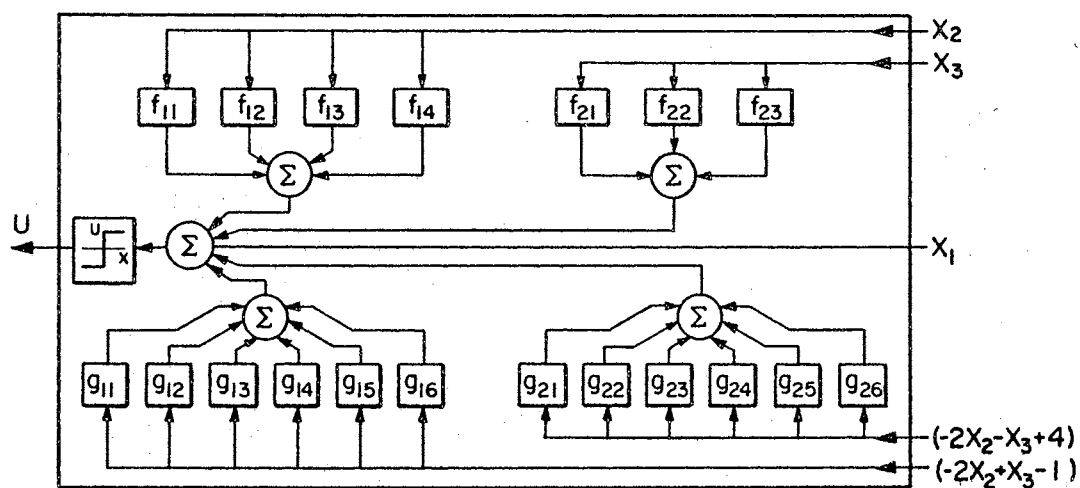 X₂
X₃
f₁₁ f₁₂ f₁₃ f₁₄ f₂₁ f₂₂ f₂₃
Σ Σ
U
U
X
Σ
X₁
Σ Σ
g₁₁ g₁₂ g₁₃ g₁₄ g₁₅ g₁₆ g₂₁ g₂₂ g₂₃ g₂₄ g₂₅ g₂₆
(-2X₂-X₃+4)
(-2X₂+X₃-1)